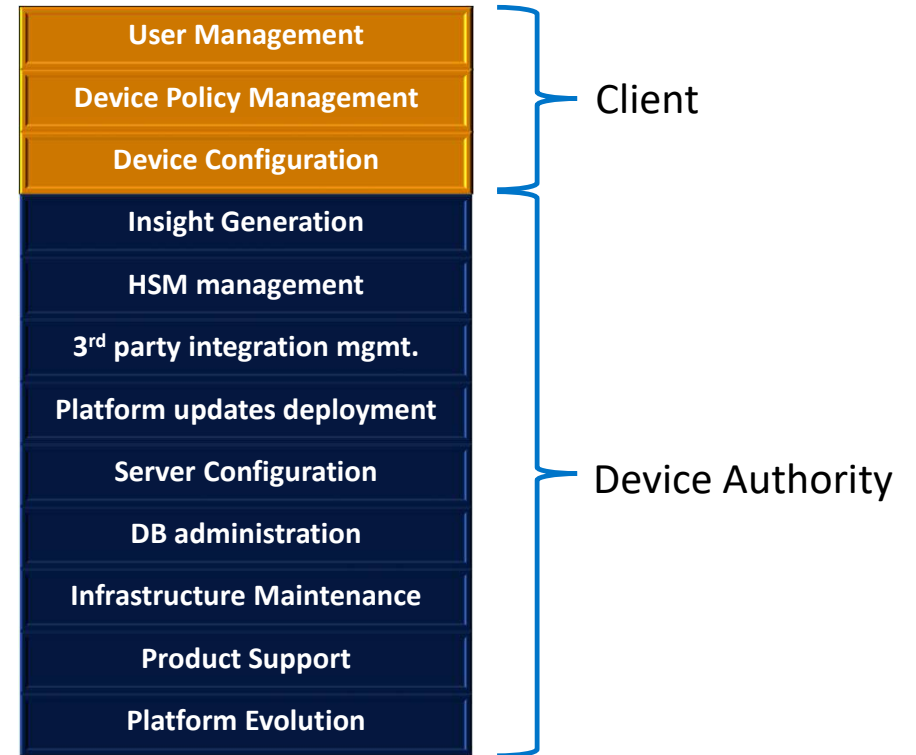 User Management
Device Policy Management
Device Configuration
Client
Insight Generation
HSM management
3rd party integration mgmt.
Platform updates deployment
Server Configuration
DB administration
Infrastructure Maintenance
Product Support
Platform Evolution
Device Authority